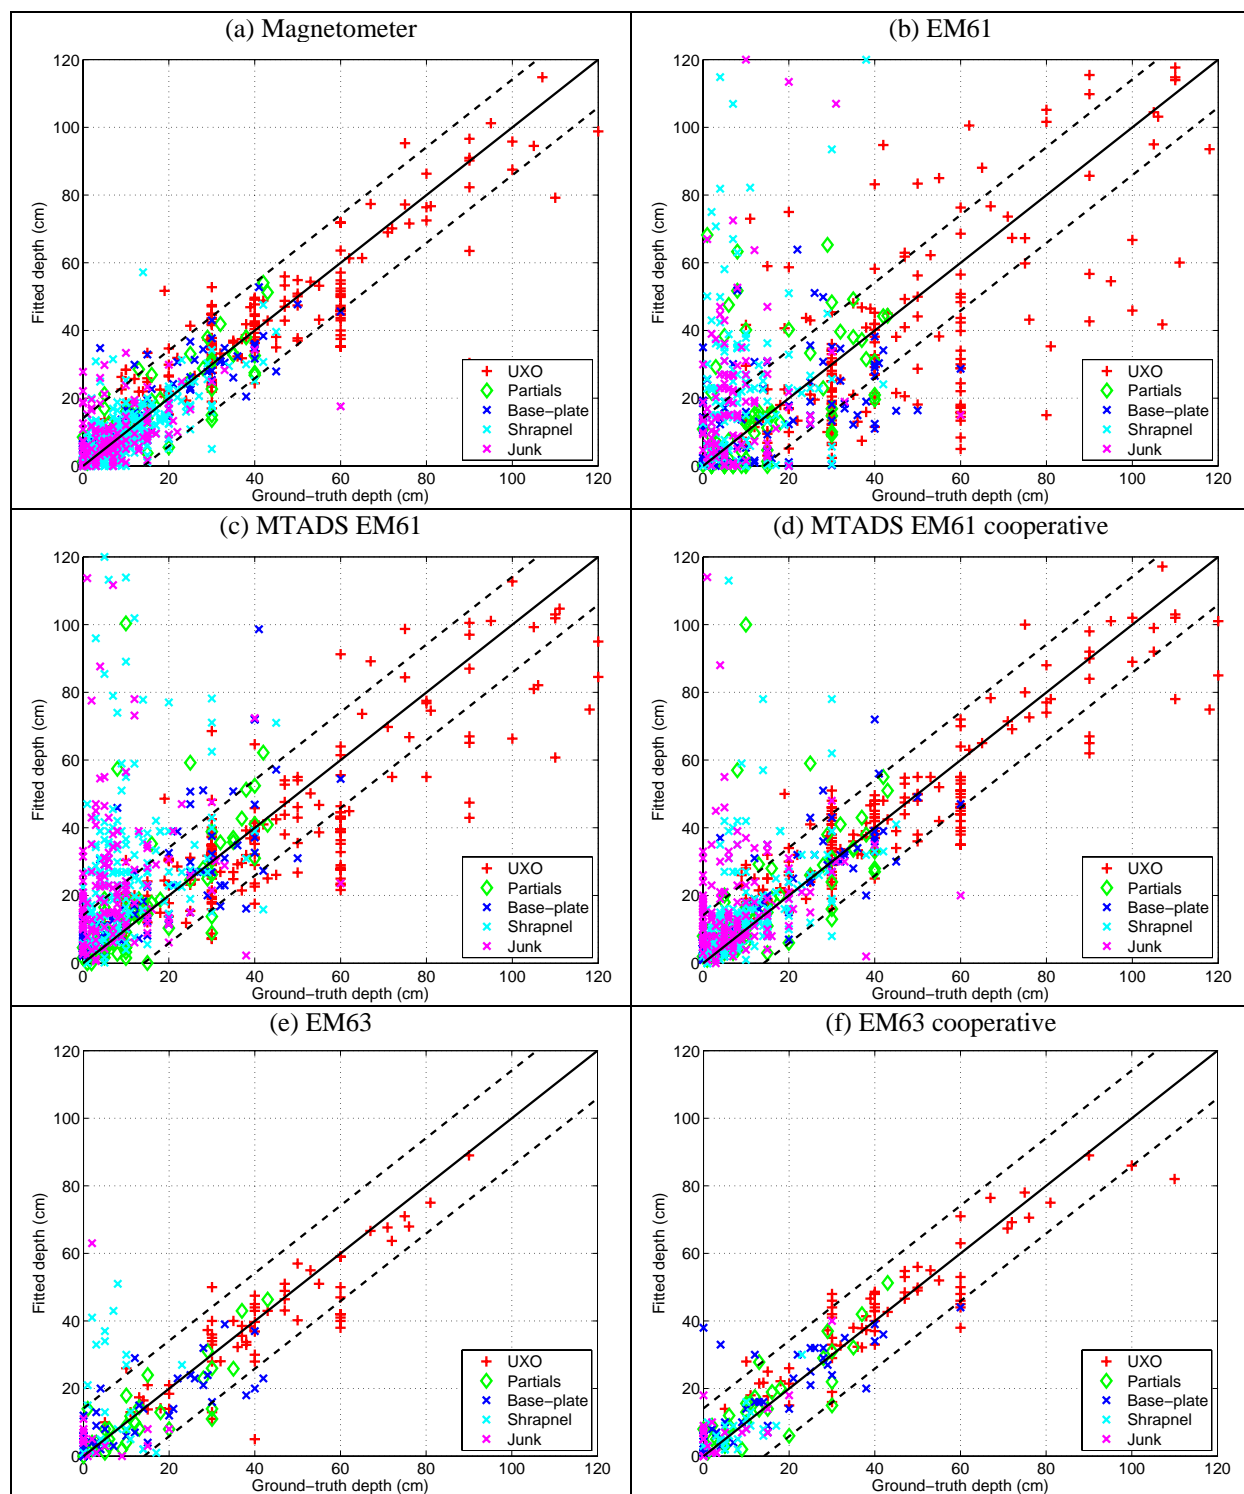 (a) Magnetometer
120
100
80
60
40
20
0
Fitted depth (cm)
0 20 40 60 80 100 120
Ground-truth depth (cm)
UXO
Partials
Base-plate
Shrapnel
Junk
(b) EM61
120
100
80
60
40
20
0
Fitted depth (cm)
0 20 40 60 80 100 120
Ground-truth depth (cm)
UXO
Partials
Base-plate
Shrapnel
Junk
(c) MTADS EM61
120
100
80
60
40
20
0
Fitted depth (cm)
0 20 40 60 80 100 120
Ground-truth depth (cm)
UXO
Partials
Base-plate
Shrapnel
Junk
(d) MTADS EM61 cooperative
120
100
80
60
40
20
0
Fitted depth (cm)
0 20 40 60 80 100 120
Ground-truth depth (cm)
UXO
Partials
Base-plate
Shrapnel
Junk
(e) EM63
120
100
80
60
40
20
0
Fitted depth (cm)
0 20 40 60 80 100 120
Ground-truth depth (cm)
UXO
Partials
Base-plate
Shrapnel
Junk
(f) EM63 cooperative
120
100
80
60
40
20
0
Fitted depth (cm)
0 20 40 60 80 100 120
Ground-truth depth (cm)
UXO
Partials
Base-plate
Shrapnel
Junk